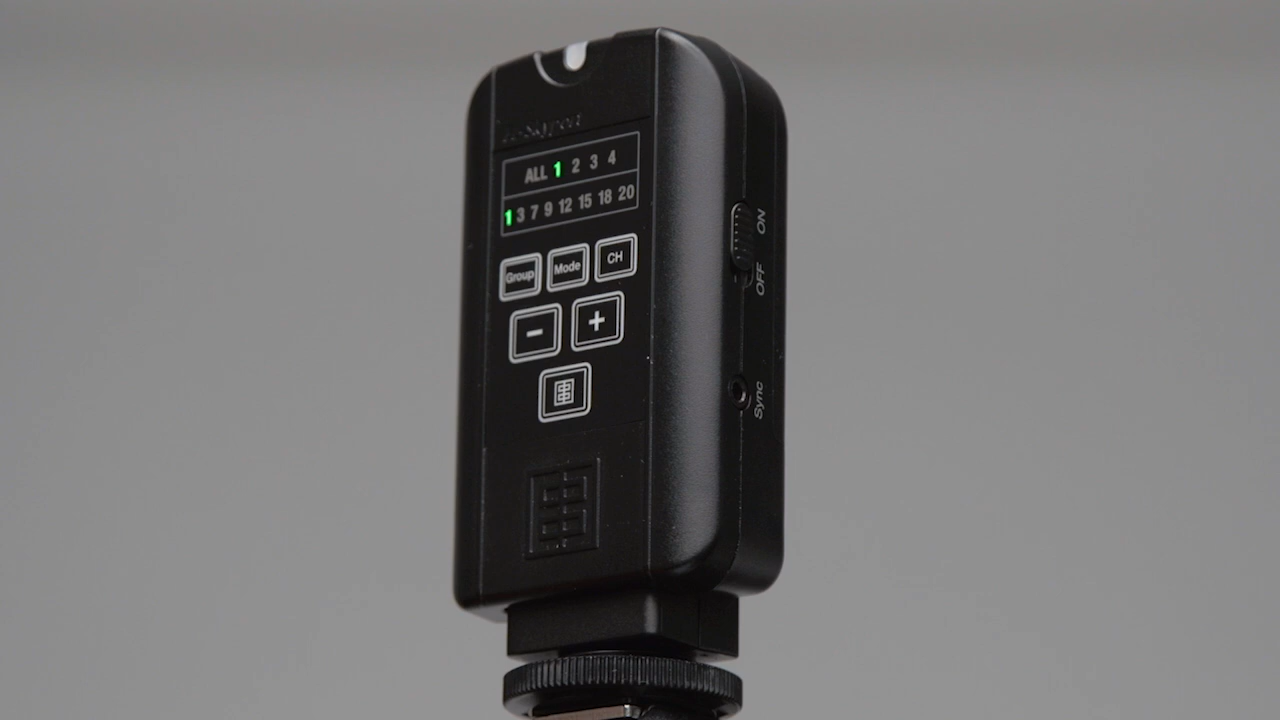 Skyport
ALL 1 2 3 4
1 3 7 9 12 15 18 20
Group Mode CH
− +
ON
OFF
Sync